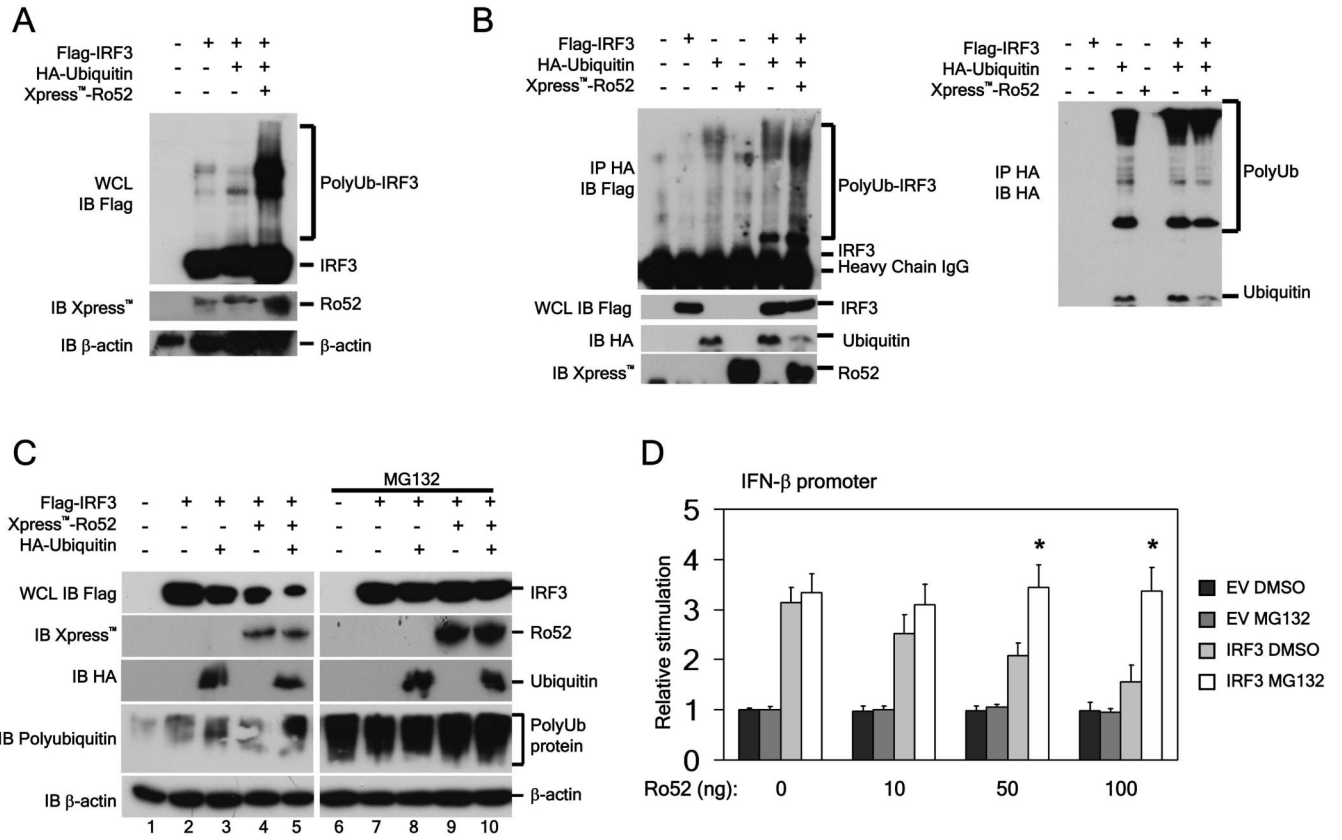 A
Flag-IRF3 - + + +
HA-Ubiquitin - - + +
Xpress™-Ro52 - - - +
WCL
IB Flag
PolyUb-IRF3
IRF3
IB Xpress™
Ro52
IB β-actin
β-actin
B
Flag-IRF3 - + - - + +
HA-Ubiquitin - - + - + +
Xpress™-Ro52 - - - + - +
IP HA
IB Flag
PolyUb-IRF3
IRF3
Heavy Chain IgG
WCL IB Flag
IRF3
IB HA
Ubiquitin
IB Xpress™
Ro52
Flag-IRF3 - + - - + +
HA-Ubiquitin - - + - + +
Xpress™-Ro52 - - - + - +
IP HA
IB HA
PolyUb
Ubiquitin
C
MG132
Flag-IRF3 - + + + + - + + + +
Xpress™-Ro52 - - - + + - - - + +
HA-Ubiquitin - - + - + - - + - +
WCL IB Flag
IRF3
IB Xpress™
Ro52
IB HA
Ubiquitin
IB Polyubiquitin
PolyUb
protein
IB β-actin
β-actin
1 2 3 4 5 6 7 8 9 10
D
IFN-β promoter
Relative stimulation
5
4
3
2
1
0
* *
Ro52 (ng): 0 10 50 100
EV DMSO
EV MG132
IRF3 DMSO
IRF3 MG132